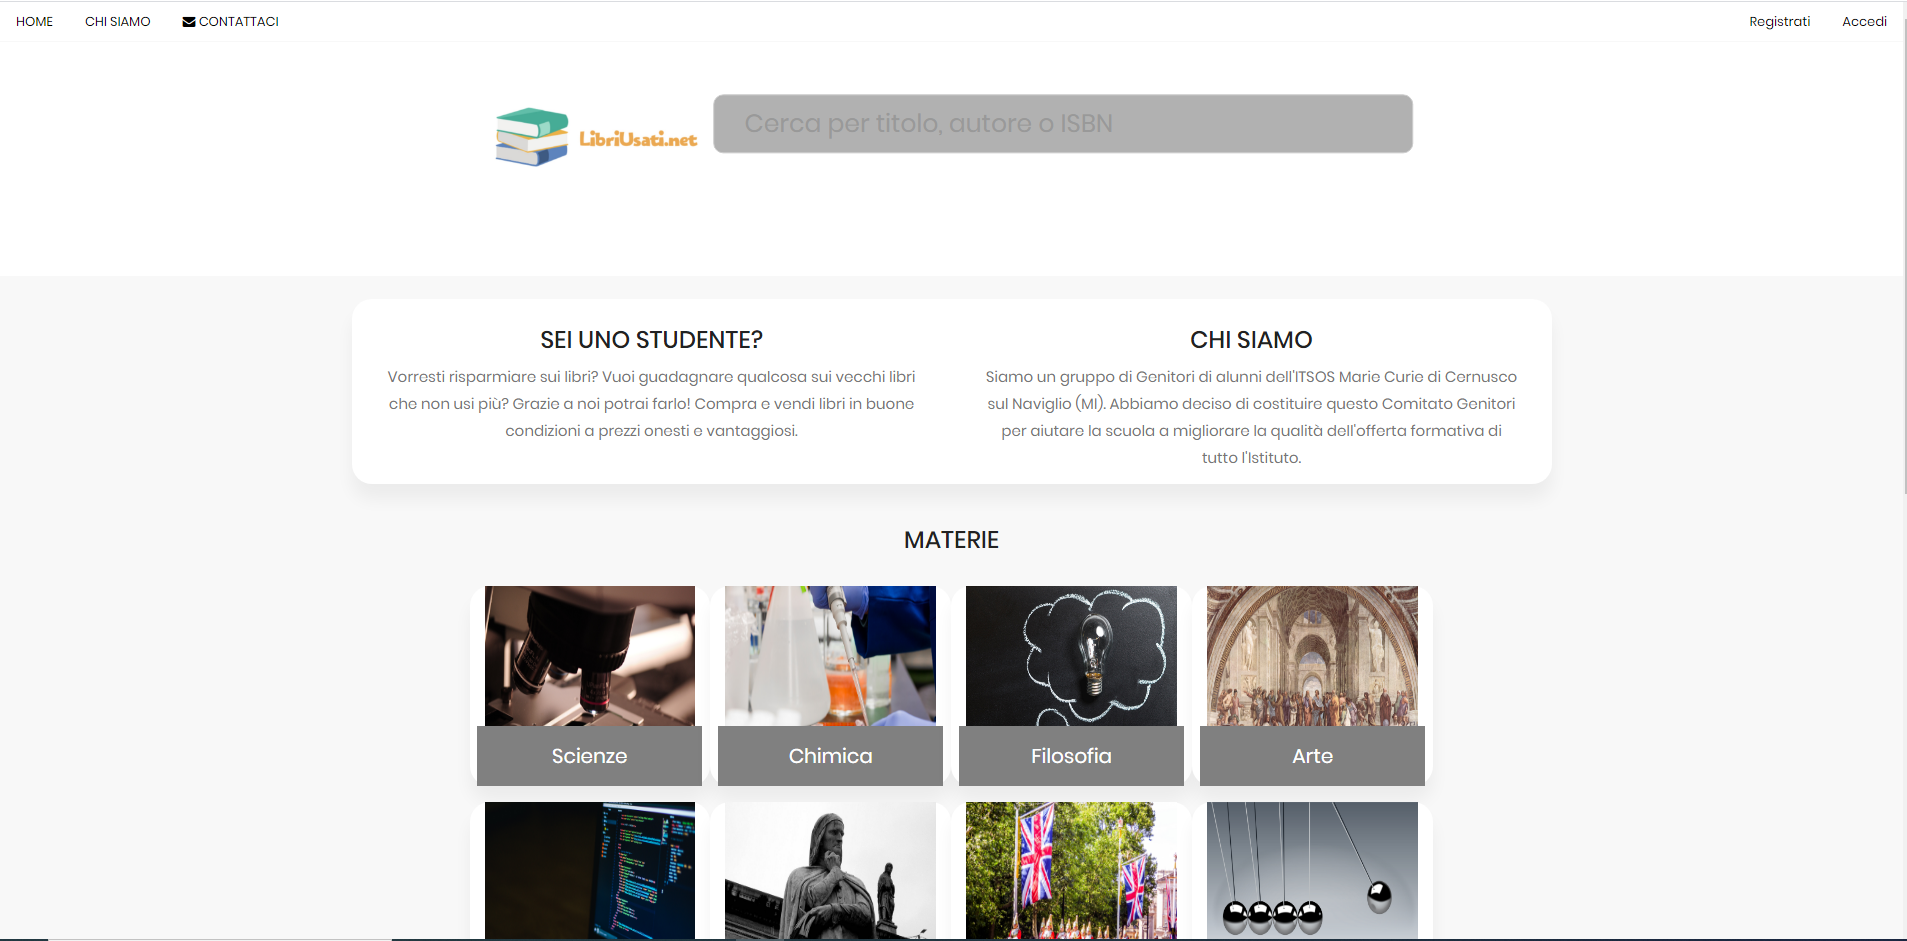 HOME
CHI SIAMO
CONTATTACI
Registrati
Accedi
LibriUsati.net
Cerca per titolo, autore o ISBN
SEI UNO STUDENTE?
Vorresti risparmiare sui libri? Vuoi guadagnare qualcosa sui vecchi libri
che non usi più? Grazie a noi potrai farlo! Compra e vendi libri in buone
condizioni a prezzi onesti e vantaggiosi.
CHI SIAMO
Siamo un gruppo di Genitori di alunni dell'ITSOS Marie Curie di Cernusco
sul Naviglio (MI). Abbiamo deciso di costituire questo Comitato Genitori
per aiutare la scuola a migliorare la qualità dell'offerta formativa di
tutto l'Istituto.
MATERIE
Scienze
Chimica
Filosofia
Arte